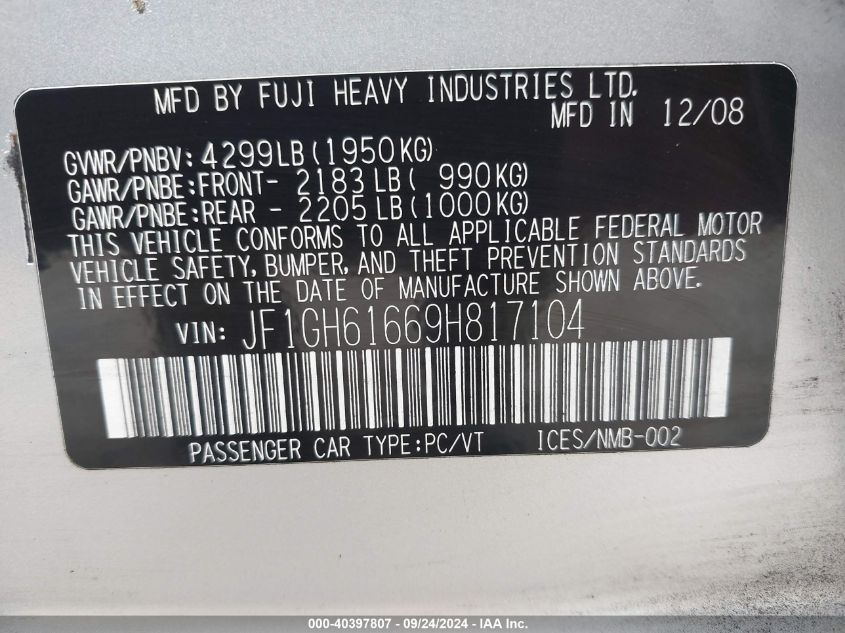 MFD BY FUJI HEAVY INDUSTRIES LTD.
MFD IN 12/08
GVWR/PNBV: 4299LB (1950KG)
GAWR/PNBE: FRONT- 2183 LB ( 990KG)
GAWR/PNBE: REAR - 2205 LB (1000KG)
THIS VEHICLE CONFORMS TO ALL APPLICABLE FEDERAL MOTOR
VEHICLE SAFETY, BUMPER, AND THEFT PREVENTION STANDARDS
IN EFFECT ON THE DATE OF MANUFACTURE SHOWN ABOVE.
VIN: JF1GH61669H817104
PASSENGER CAR TYPE:PC/VT ICES/NMB-002
000-40397807 - 09/24/2024 - IAA Inc.